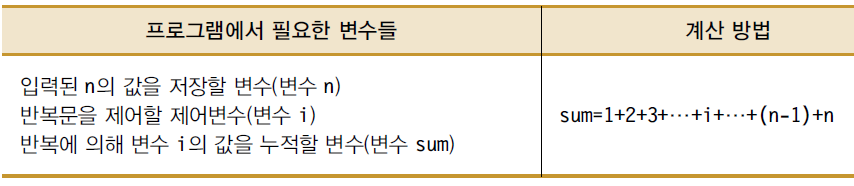 프로그램에서 필요한 변수들
계산 방법
입력된 n의 값을 저장할 변수(변수 n)
반복문을 제어할 제어변수(변수 i)
반복에 의해 변수 i의 값을 누적할 변수(변수 sum)
sum=1+2+3+…+i+…+(n-1)+n